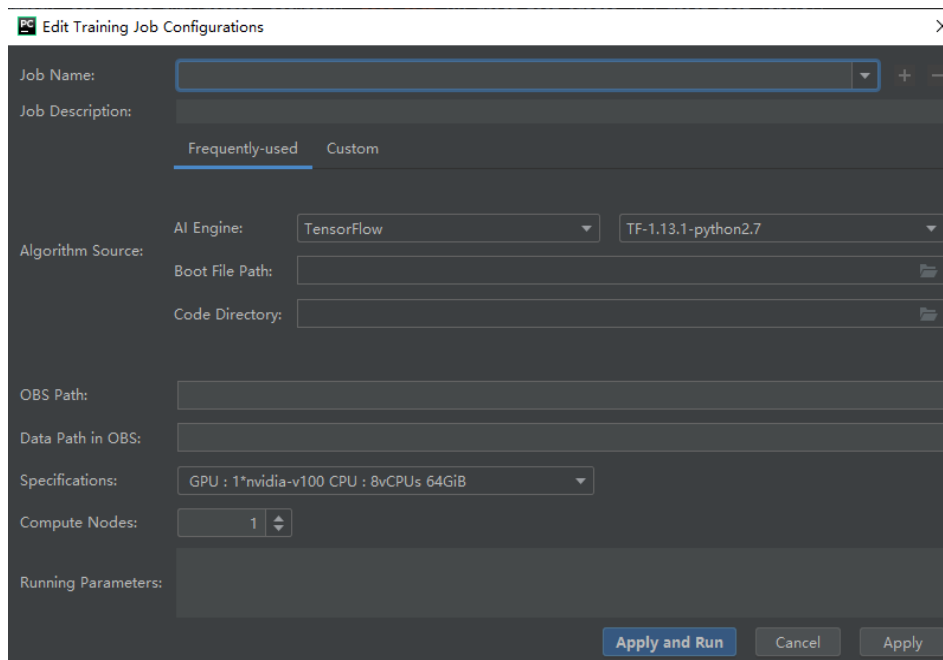 PC Edit Training Job Configurations
Job Name:
Job Description:
Frequently-used Custom
Algorithm Source:
AI Engine: TensorFlow TF-1.13.1-python2.7
Boot File Path:
Code Directory:
OBS Path:
Data Path in OBS:
Specifications: GPU : 1*nvidia-v100 CPU : 8vCPUs 64GiB
Compute Nodes: 1
Running Parameters:
Apply and Run Cancel Apply